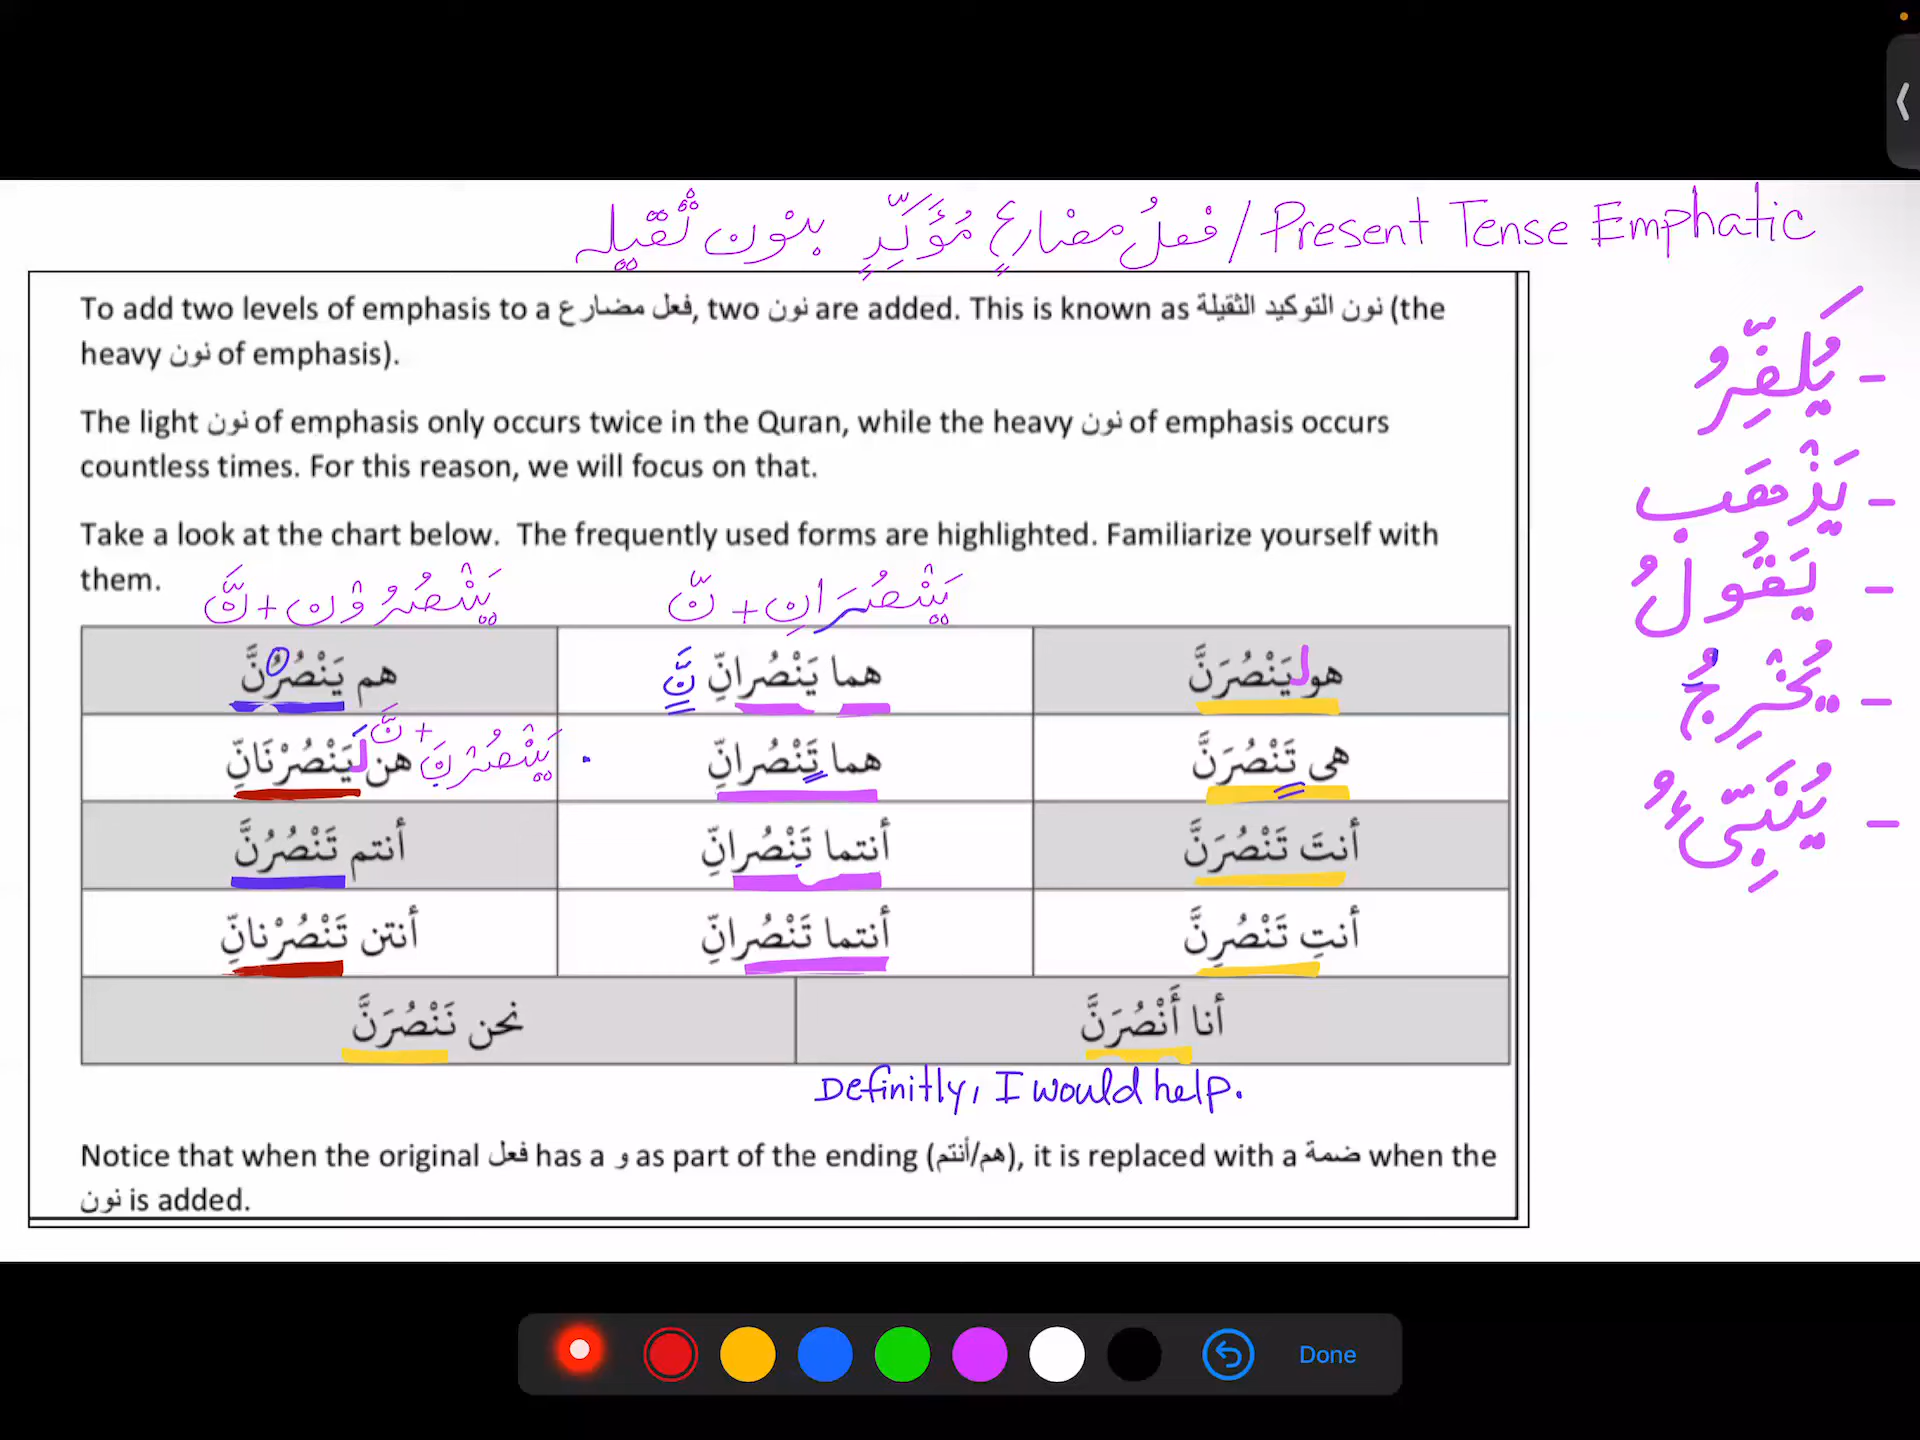 Present Tense Emphatic / فعلُ مضارعٍ مُؤَكِّدٍ بنوْن ثقيله
To add two levels of emphasis to a فعل مضارع, two نون are added. This is known as نون التوكيد الثقيلة (the
heavy نون of emphasis).
The light نون of emphasis only occurs twice in the Quran, while the heavy نون of emphasis occurs
countless times. For this reason, we will focus on that.
Take a look at the chart below. The frequently used forms are highlighted. Familiarize yourself with
them.
يَنْصُرَانِ + نّ
يَنْصُرُوْن + نَّ
هو لیَنْصُرَنَّ
هما يَنْصُرانِّ نَّ
هم يَنْصُرُنَّ
هى تَنْصُرَنَّ
هما تَنْصُرانِّ
يَنْصُرْنَ + نَّ
هن لَيَنْصُرْنَانِّ
أنتَ تَنْصُرَنَّ
أنتما تَنْصُرانِّ
أنتم تَنْصُرُنَّ
أنتِ تَنْصُرِنَّ
أنتما تَنْصُرانِّ
أنتن تَنْصُرْنانِّ
أنا أَنْصُرَنَّ
نحن نَنْصُرَنَّ
Definitly, I would help.
Notice that when the original فعل has a و as part of the ending (هم/أنتم), it is replaced with a ضمة when the
نون is added.
- يُكَفِّرُ
- يَذْهَب
- يَقُولُ
- يُخْرِجُ
- يُنَبِّىءُ
Done